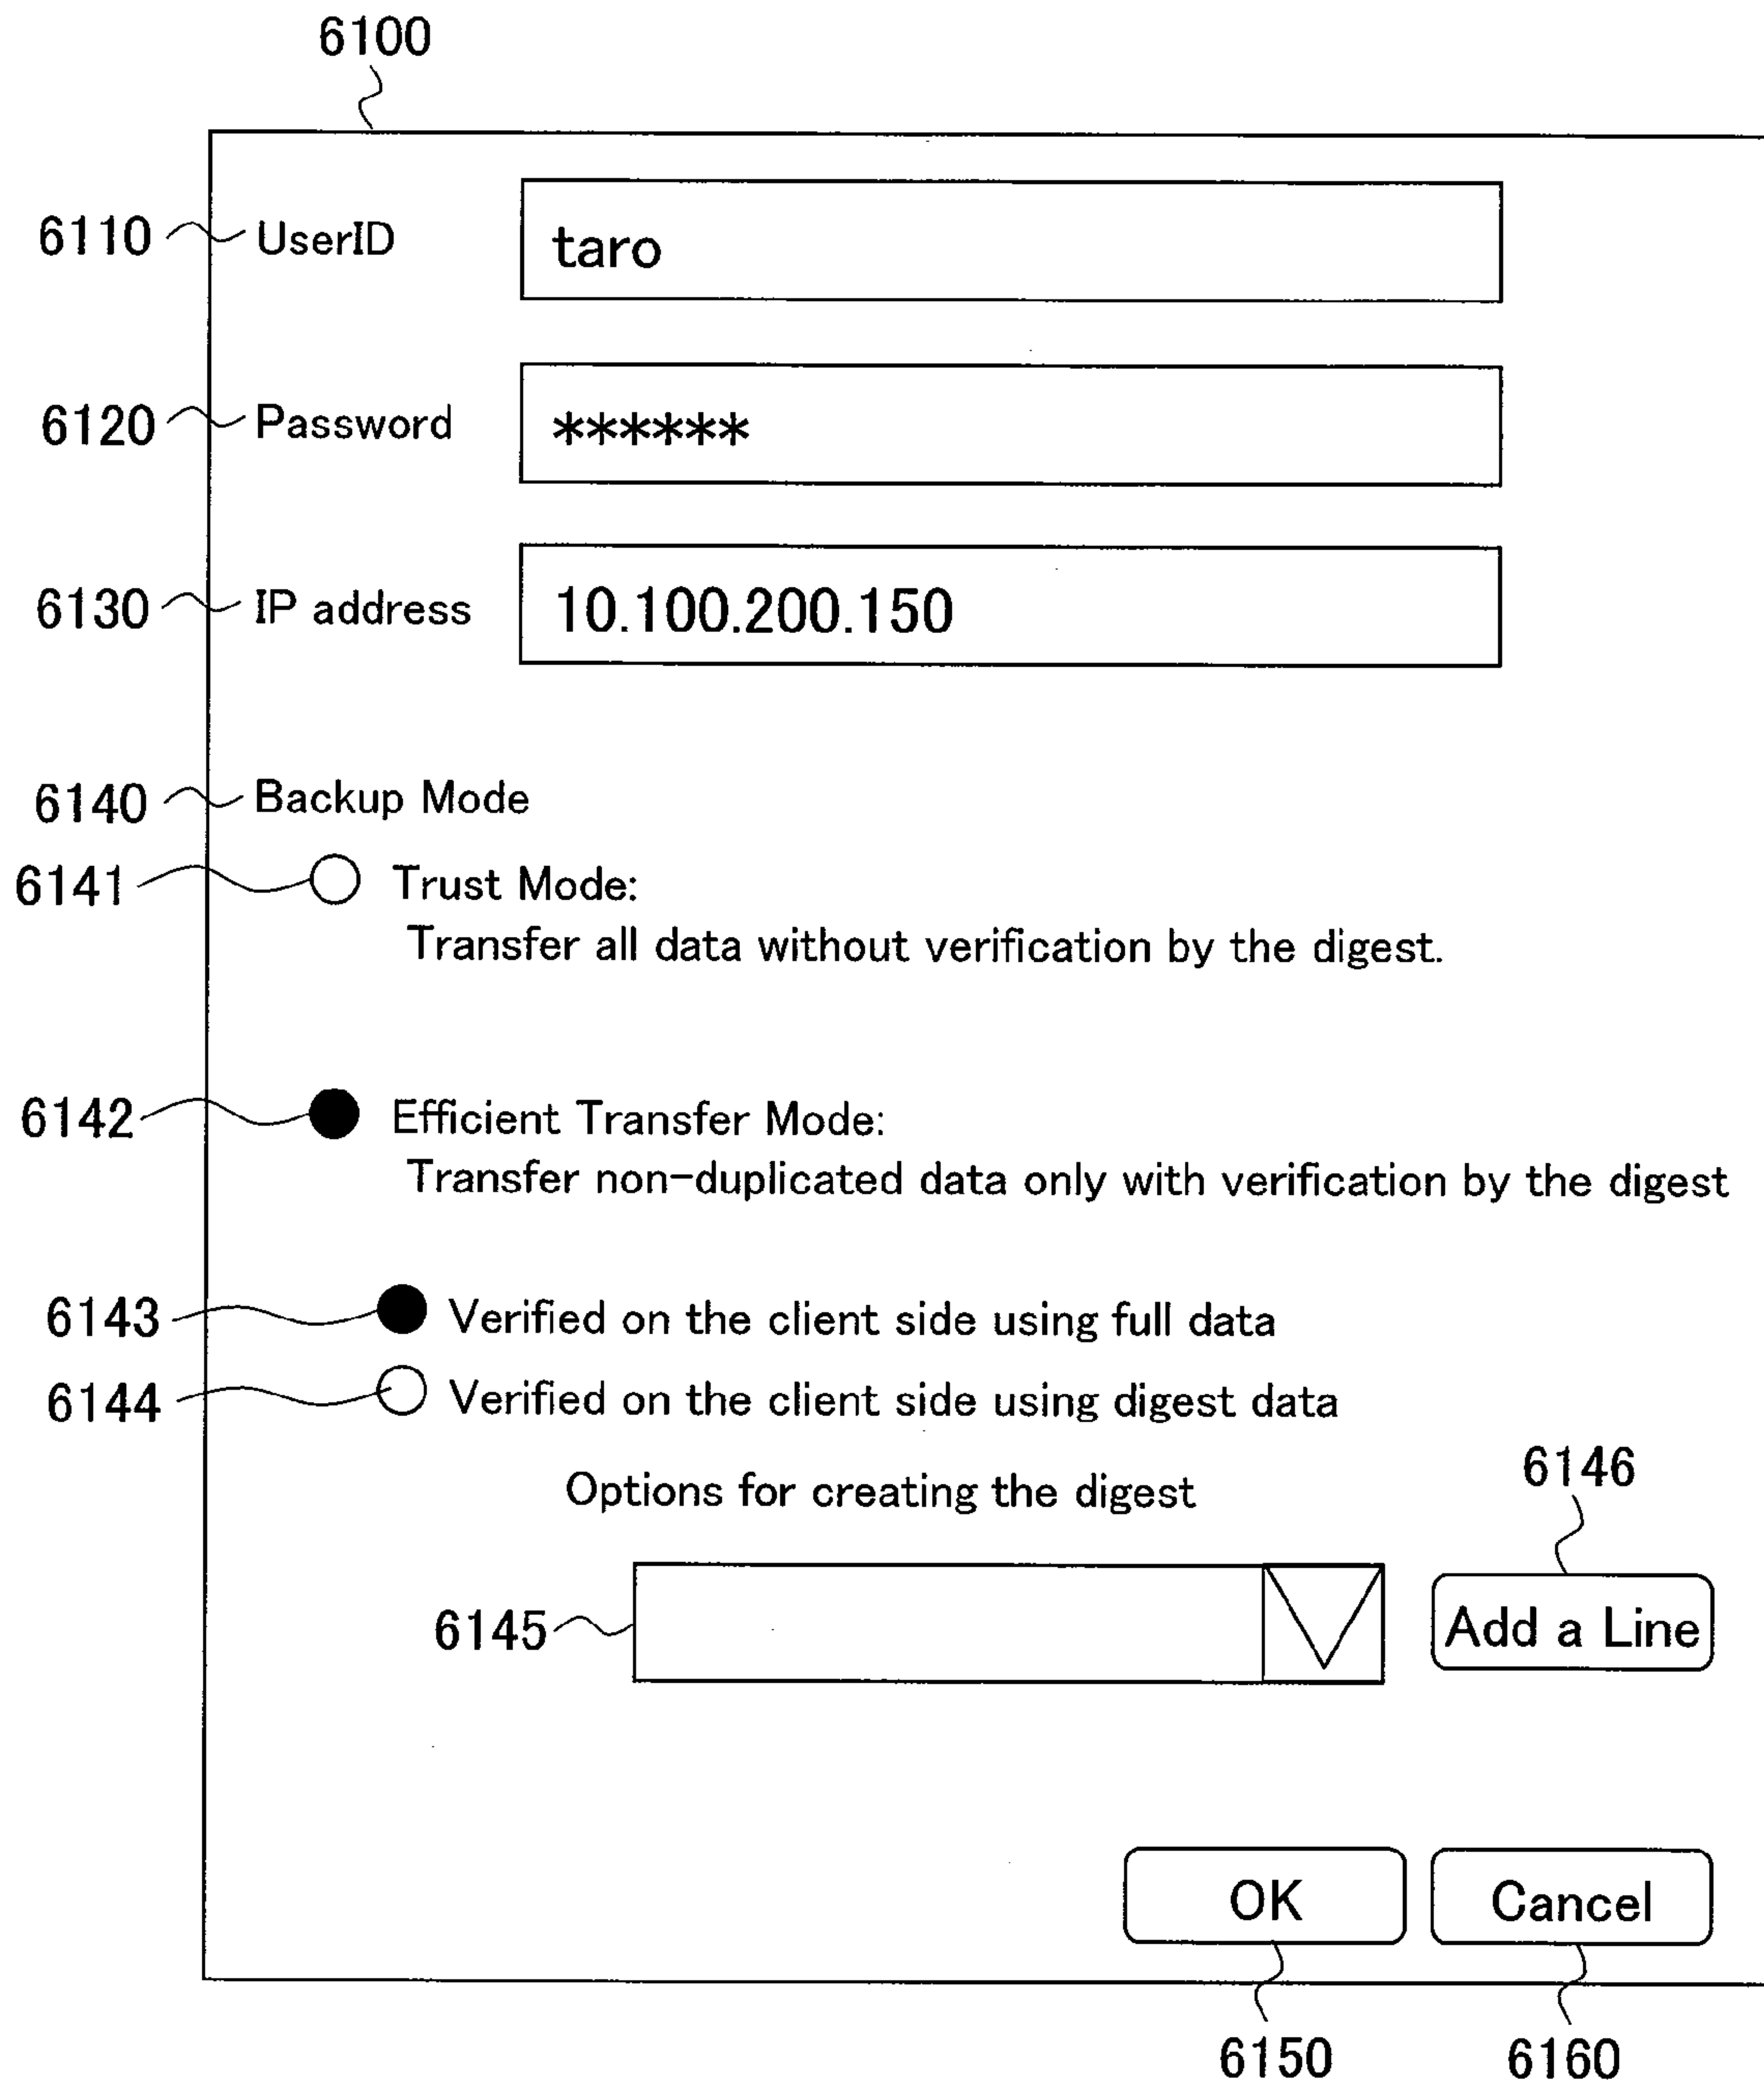 6100
6110 UserID taro
6120 Password ******
6130 IP address 10.100.200.150
6140 Backup Mode
6141 Trust Mode:
Transfer all data without verification by the digest.
6142 Efficient Transfer Mode:
Transfer non-duplicated data only with verification by the digest
6143 Verified on the client side using full data
6144 Verified on the client side using digest data
Options for creating the digest
6146
6145 Add a Line
OK Cancel
6150 6160